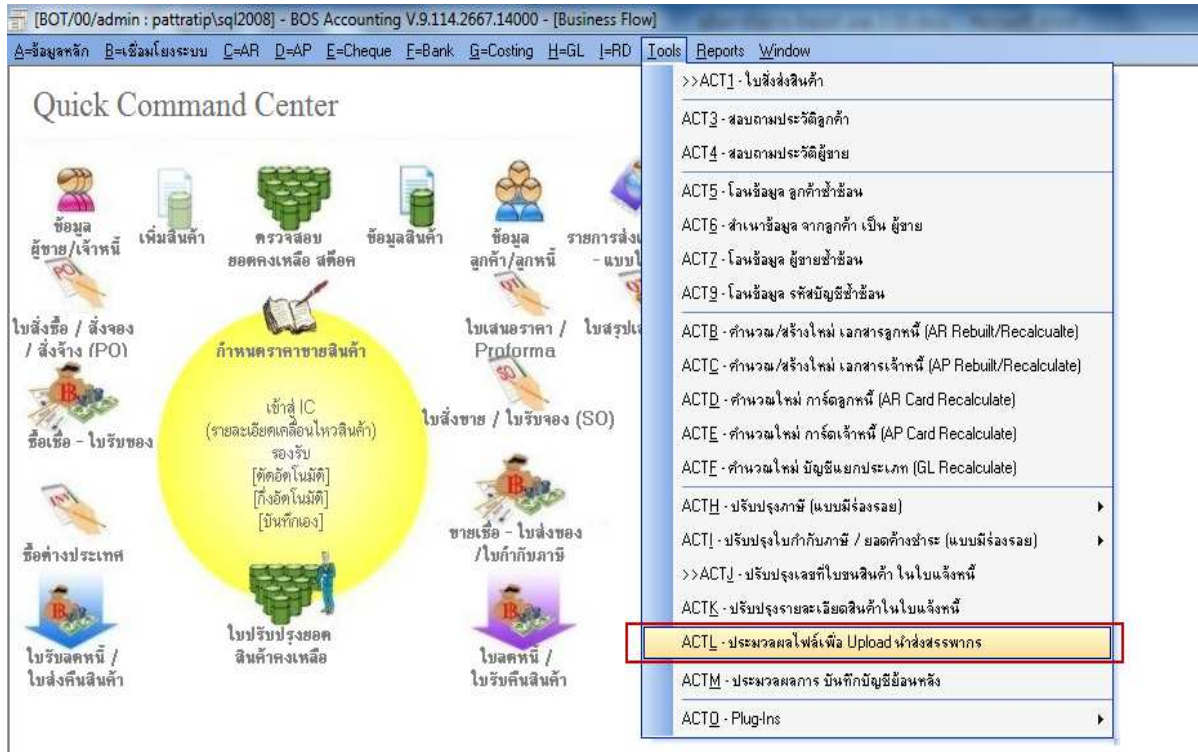 [BOT/00/admin : pattratip\sql2008] - BOS Accounting V.9.114.2667.14000 - [Business Flow]
A=ข้อมูลหลัก B=เชื่อมโยงระบบ C=AR D=AP E=Cheque F=Bank G=Costing H=GL I=RD Tools Reports Window
Quick Command Center
ข้อมูล
ผู้ขาย/เจ้าหนี้
เพิ่มสินค้า
ตรวจสอบ
ยอดคงเหลือ สต๊อค
ข้อมูลสินค้า
ข้อมูล
ลูกค้า/ลูกหนี้
รายการส่งเ
- แบบใ
PO
QT
ใบสั่งซื้อ / สั่งจอง
/ สั่งจ้าง (PO)
กำหนดราคาขายสินค้า
ใบเสนอราคา /
Proforma
ใบสรุปเส
SO
ซื้อเชื่อ - ใบรับของ
เข้าสู่ IC
(รายละเอียดเคลื่อนไหวสินค้า)
รองรับ
[ตัดอัตโนมัติ]
[กึ่งอัตโนมัติ]
[บันทึกเอง]
ใบสั่งขาย / ใบรับจอง (SO)
INV
ซื้อต่างประเทศ
ขายเชื่อ - ใบส่งของ
/ใบกำกับภาษี
ใบรับลดหนี้ /
ใบส่งคืนสินค้า
ใบปรับปรุงยอด
สินค้าคงเหลือ
ใบลดหนี้ /
ใบรับคืนสินค้า
>>ACT1 - ใบสั่งส่งสินค้า
ACT3 - สอบถามประวัติลูกค้า
ACT4 - สอบถามประวัติผู้ขาย
ACT5 - โอนข้อมูล ลูกค้าซ้ำซ้อน
ACT6 - สำเนาข้อมูล จากลูกค้า เป็น ผู้ขาย
ACT7 - โอนข้อมูล ผู้ขายซ้ำซ้อน
ACT9 - โอนข้อมูล รหัสบัญชีซ้ำซ้อน
ACTB - คำนวณ/สร้างใหม่ เอกสารลูกหนี้ (AR Rebuilt/Recalcualte)
ACTC - คำนวณ/สร้างใหม่ เอกสารเจ้าหนี้ (AP Rebuilt/Recalculate)
ACTD - คำนวณใหม่ การ์ดลูกหนี้ (AR Card Recalculate)
ACTE - คำนวณใหม่ การ์ดเจ้าหนี้ (AP Card Recalculate)
ACTF - คำนวณใหม่ บัญชีแยกประเภท (GL Recalculate)
ACTH - ปรับปรุงภาษี (แบบมีร่องรอย)
ACTI - ปรับปรุงใบกำกับภาษี / ยอดค้างชำระ (แบบมีร่องรอย)
>>ACTJ - ปรับปรุงเลขที่ใบขนสินค้า ในใบแจ้งหนี้
ACTK - ปรับปรุงรายละเอียดสินค้าในใบแจ้งหนี้
ACTL - ประมวลผลไฟล์เพื่อ Upload นำส่งสรรพากร
ACTM - ประมวลผลการ บันทึกบัญชีย้อนหลัง
ACTO - Plug-Ins